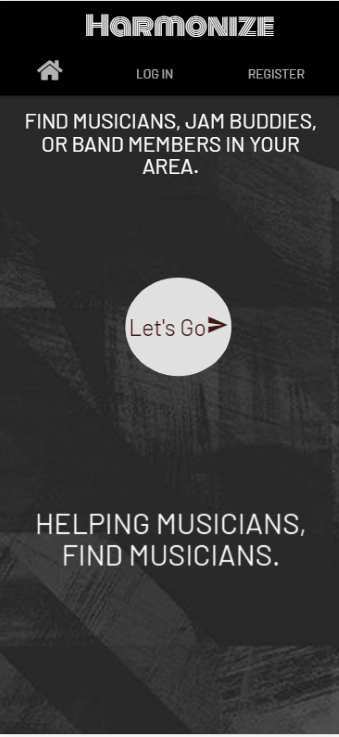 HARMONIZE
LOG IN
REGISTER
FIND MUSICIANS, JAM BUDDIES,
OR BAND MEMBERS IN YOUR
AREA.
Let's Go
HELPING MUSICIANS,
FIND MUSICIANS.